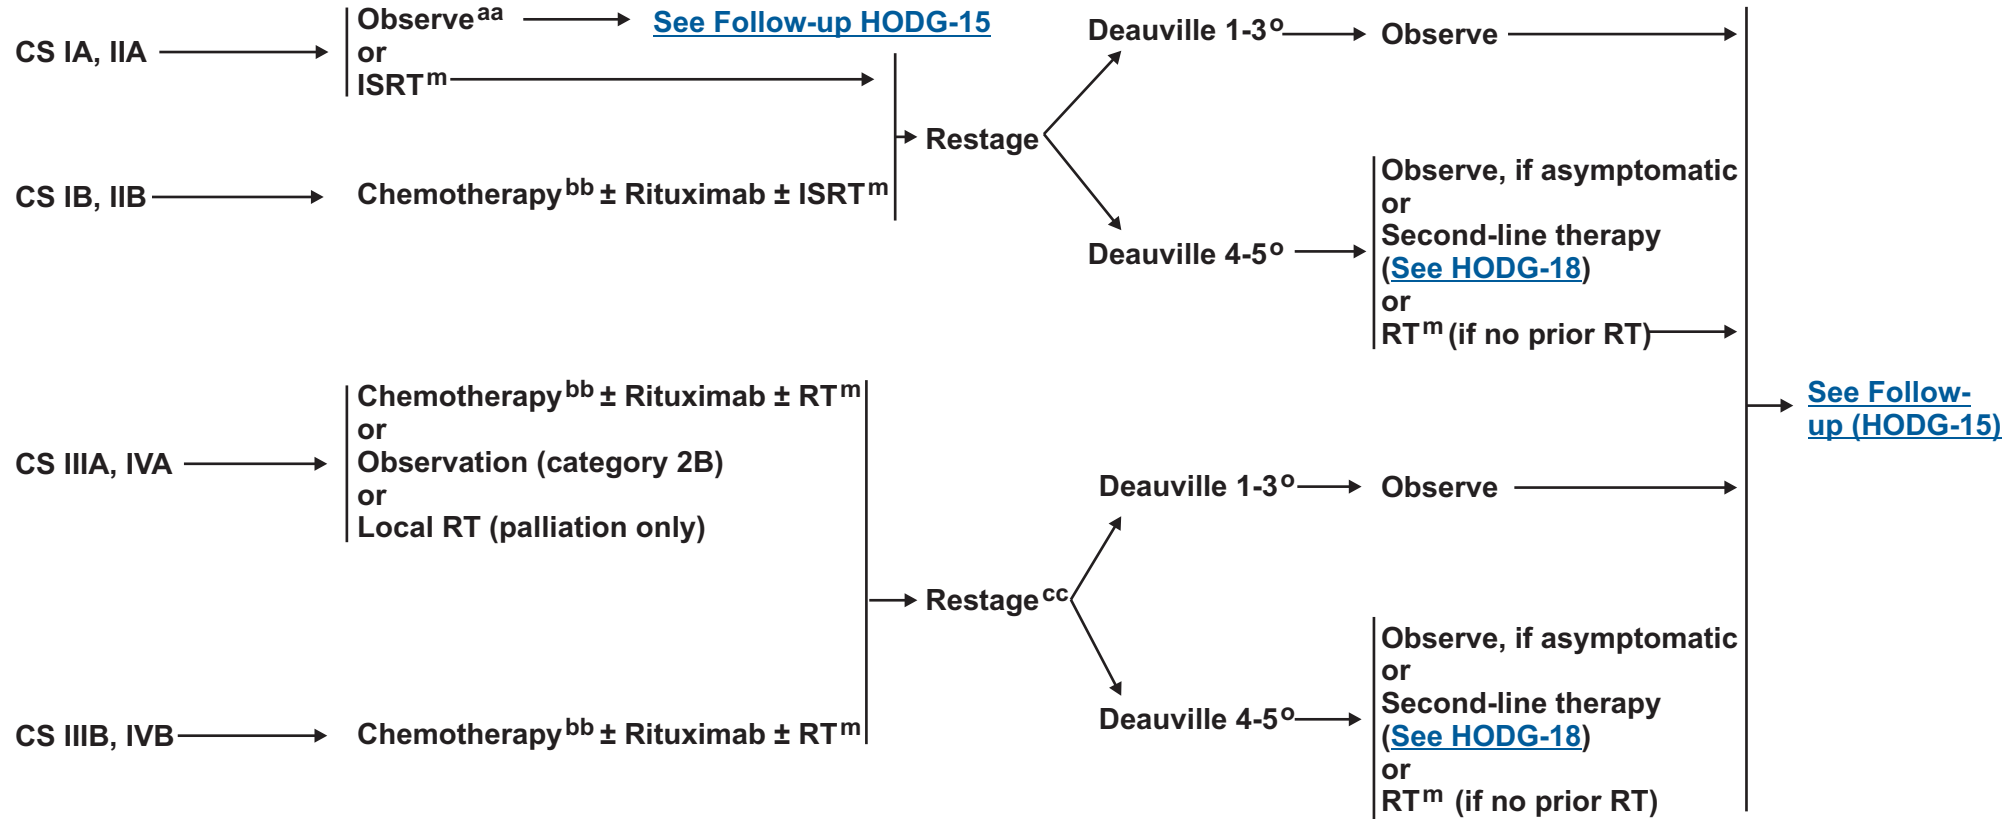 CS IA, IIA
Observe aa
or
ISRT m
See Follow-up HODG-15
CS IB, IIB
Chemotherapy bb ± Rituximab ± ISRT m
Restage
Deauville 1-3 o
Observe
Deauville 4-5 o
Observe, if asymptomatic
or
Second-line therapy
(See HODG-18)
or
RT m (if no prior RT)
CS IIIA, IVA
Chemotherapy bb ± Rituximab ± RT m
or
Observation (category 2B)
or
Local RT (palliation only)
CS IIIB, IVB
Chemotherapy bb ± Rituximab ± RT m
Restage cc
Deauville 1-3 o
Observe
Deauville 4-5 o
Observe, if asymptomatic
or
Second-line therapy
(See HODG-18)
or
RT m (if no prior RT)
See Follow-
up (HODG-15)